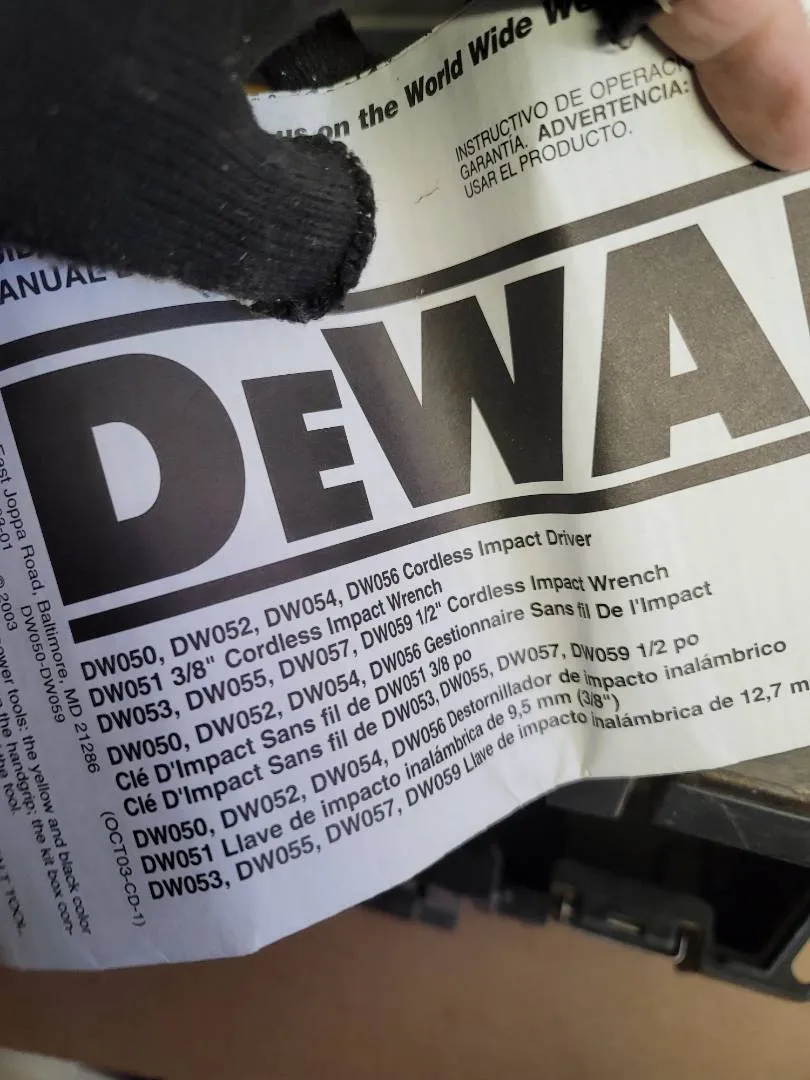 on the World Wide
INSTRUCTIVO DE
GARANTÍA. ADVERTENCIA:
USAR EL PRODUCTO.
DEWA
DW050, DW052, DW054, DW056 Cordless Impact Driver
DW051 3/8" Cordless Impact Wrench
DW053, DW055, DW057, DW059 1/2" Cordless Impact Wrench
DW050, DW052, DW054, DW056 Gestionnaire Sans fil De l'Impact
Clé D'Impact Sans fil de DW051 3/8 po
Clé D'Impact Sans fil de DW053, DW055, DW057, DW059 1/2 po
DW050, DW052, DW054, DW056 Destornillador de impacto inalámbrico
DW051 Llave de impacto inalámbrica de 9,5 mm (3/8")
DW053, DW055, DW057, DW059 Llave de impacto inalámbrica de 12,7
East Joppa Road, Baltimore, MD 21286
(OCT03-CD-1)
© 2003
DW050-DW059
power tools: the yellow and black color
the handgrip; the kit box con-
the tool.
TOOL.